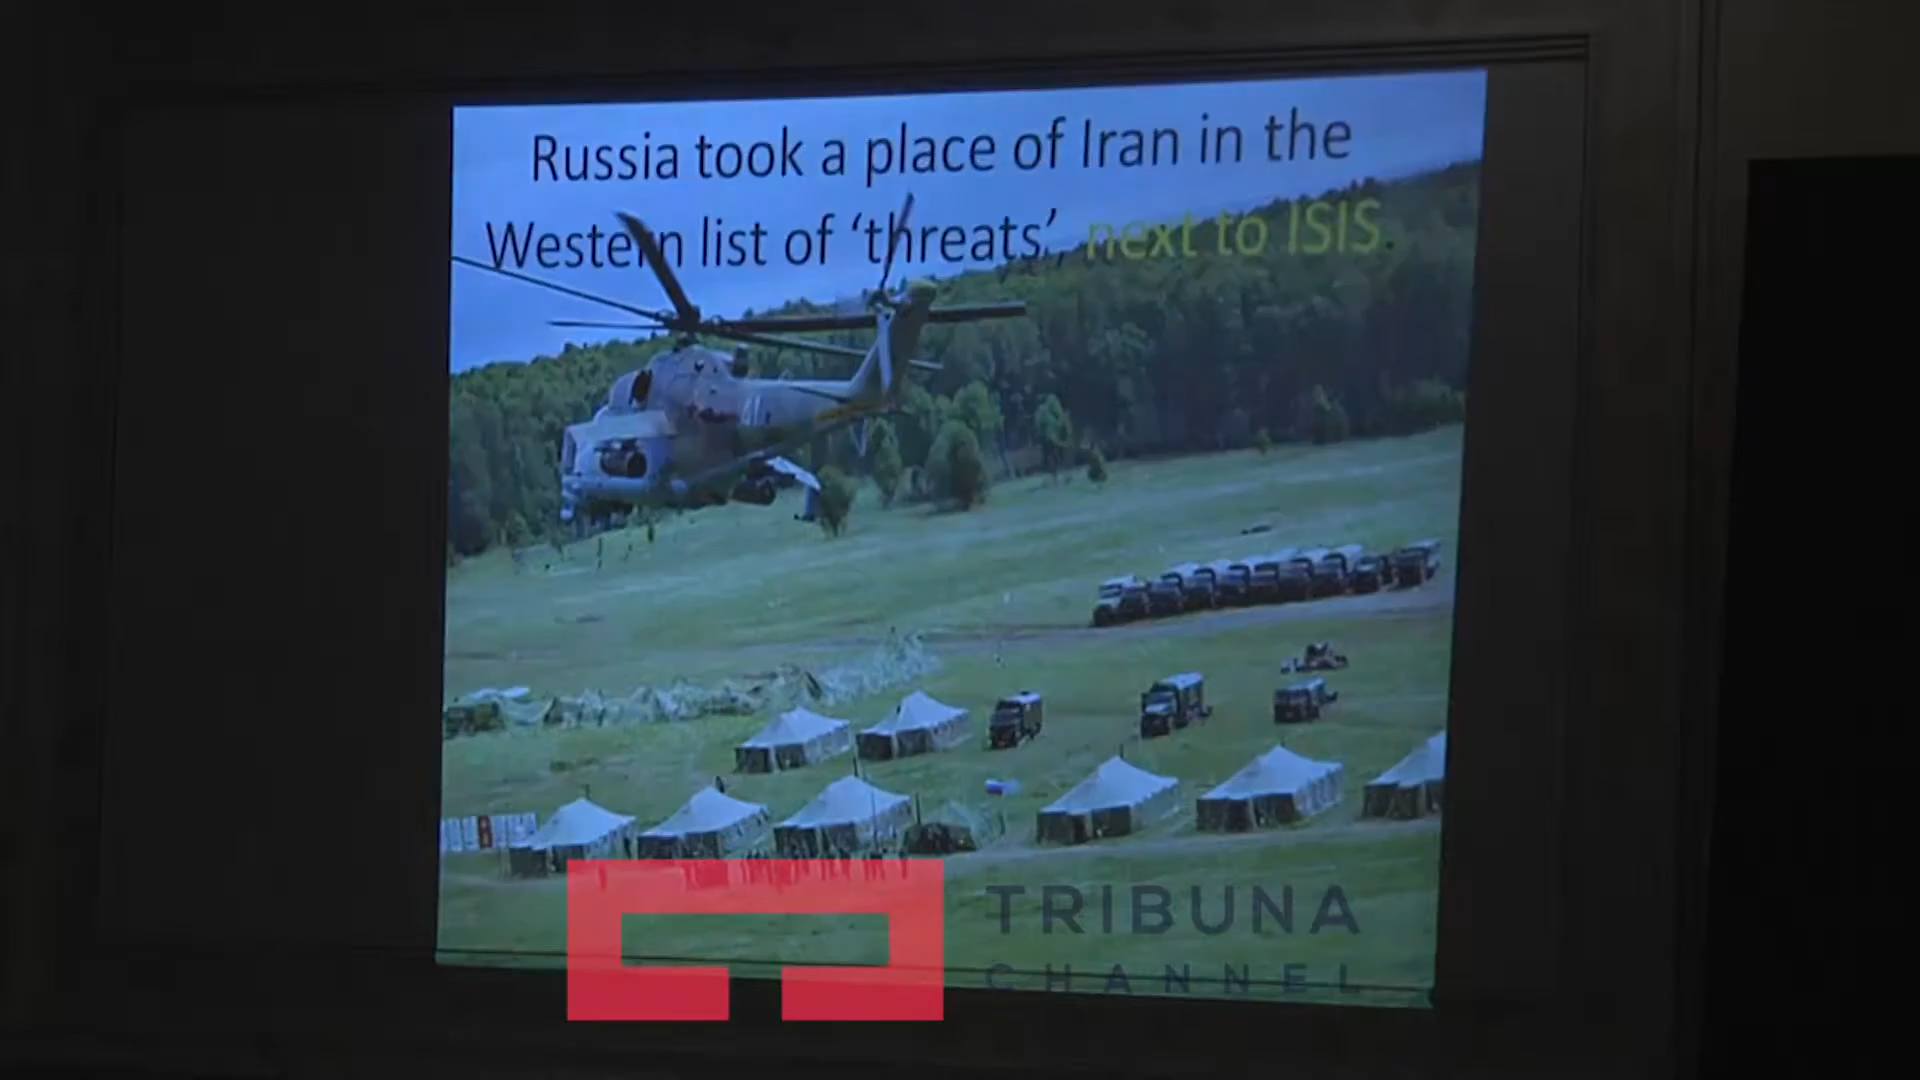 Russia took a place of Iran in the
Western list of ‘threats’, next to ISIS.
TRIBUNA
CHANNEL